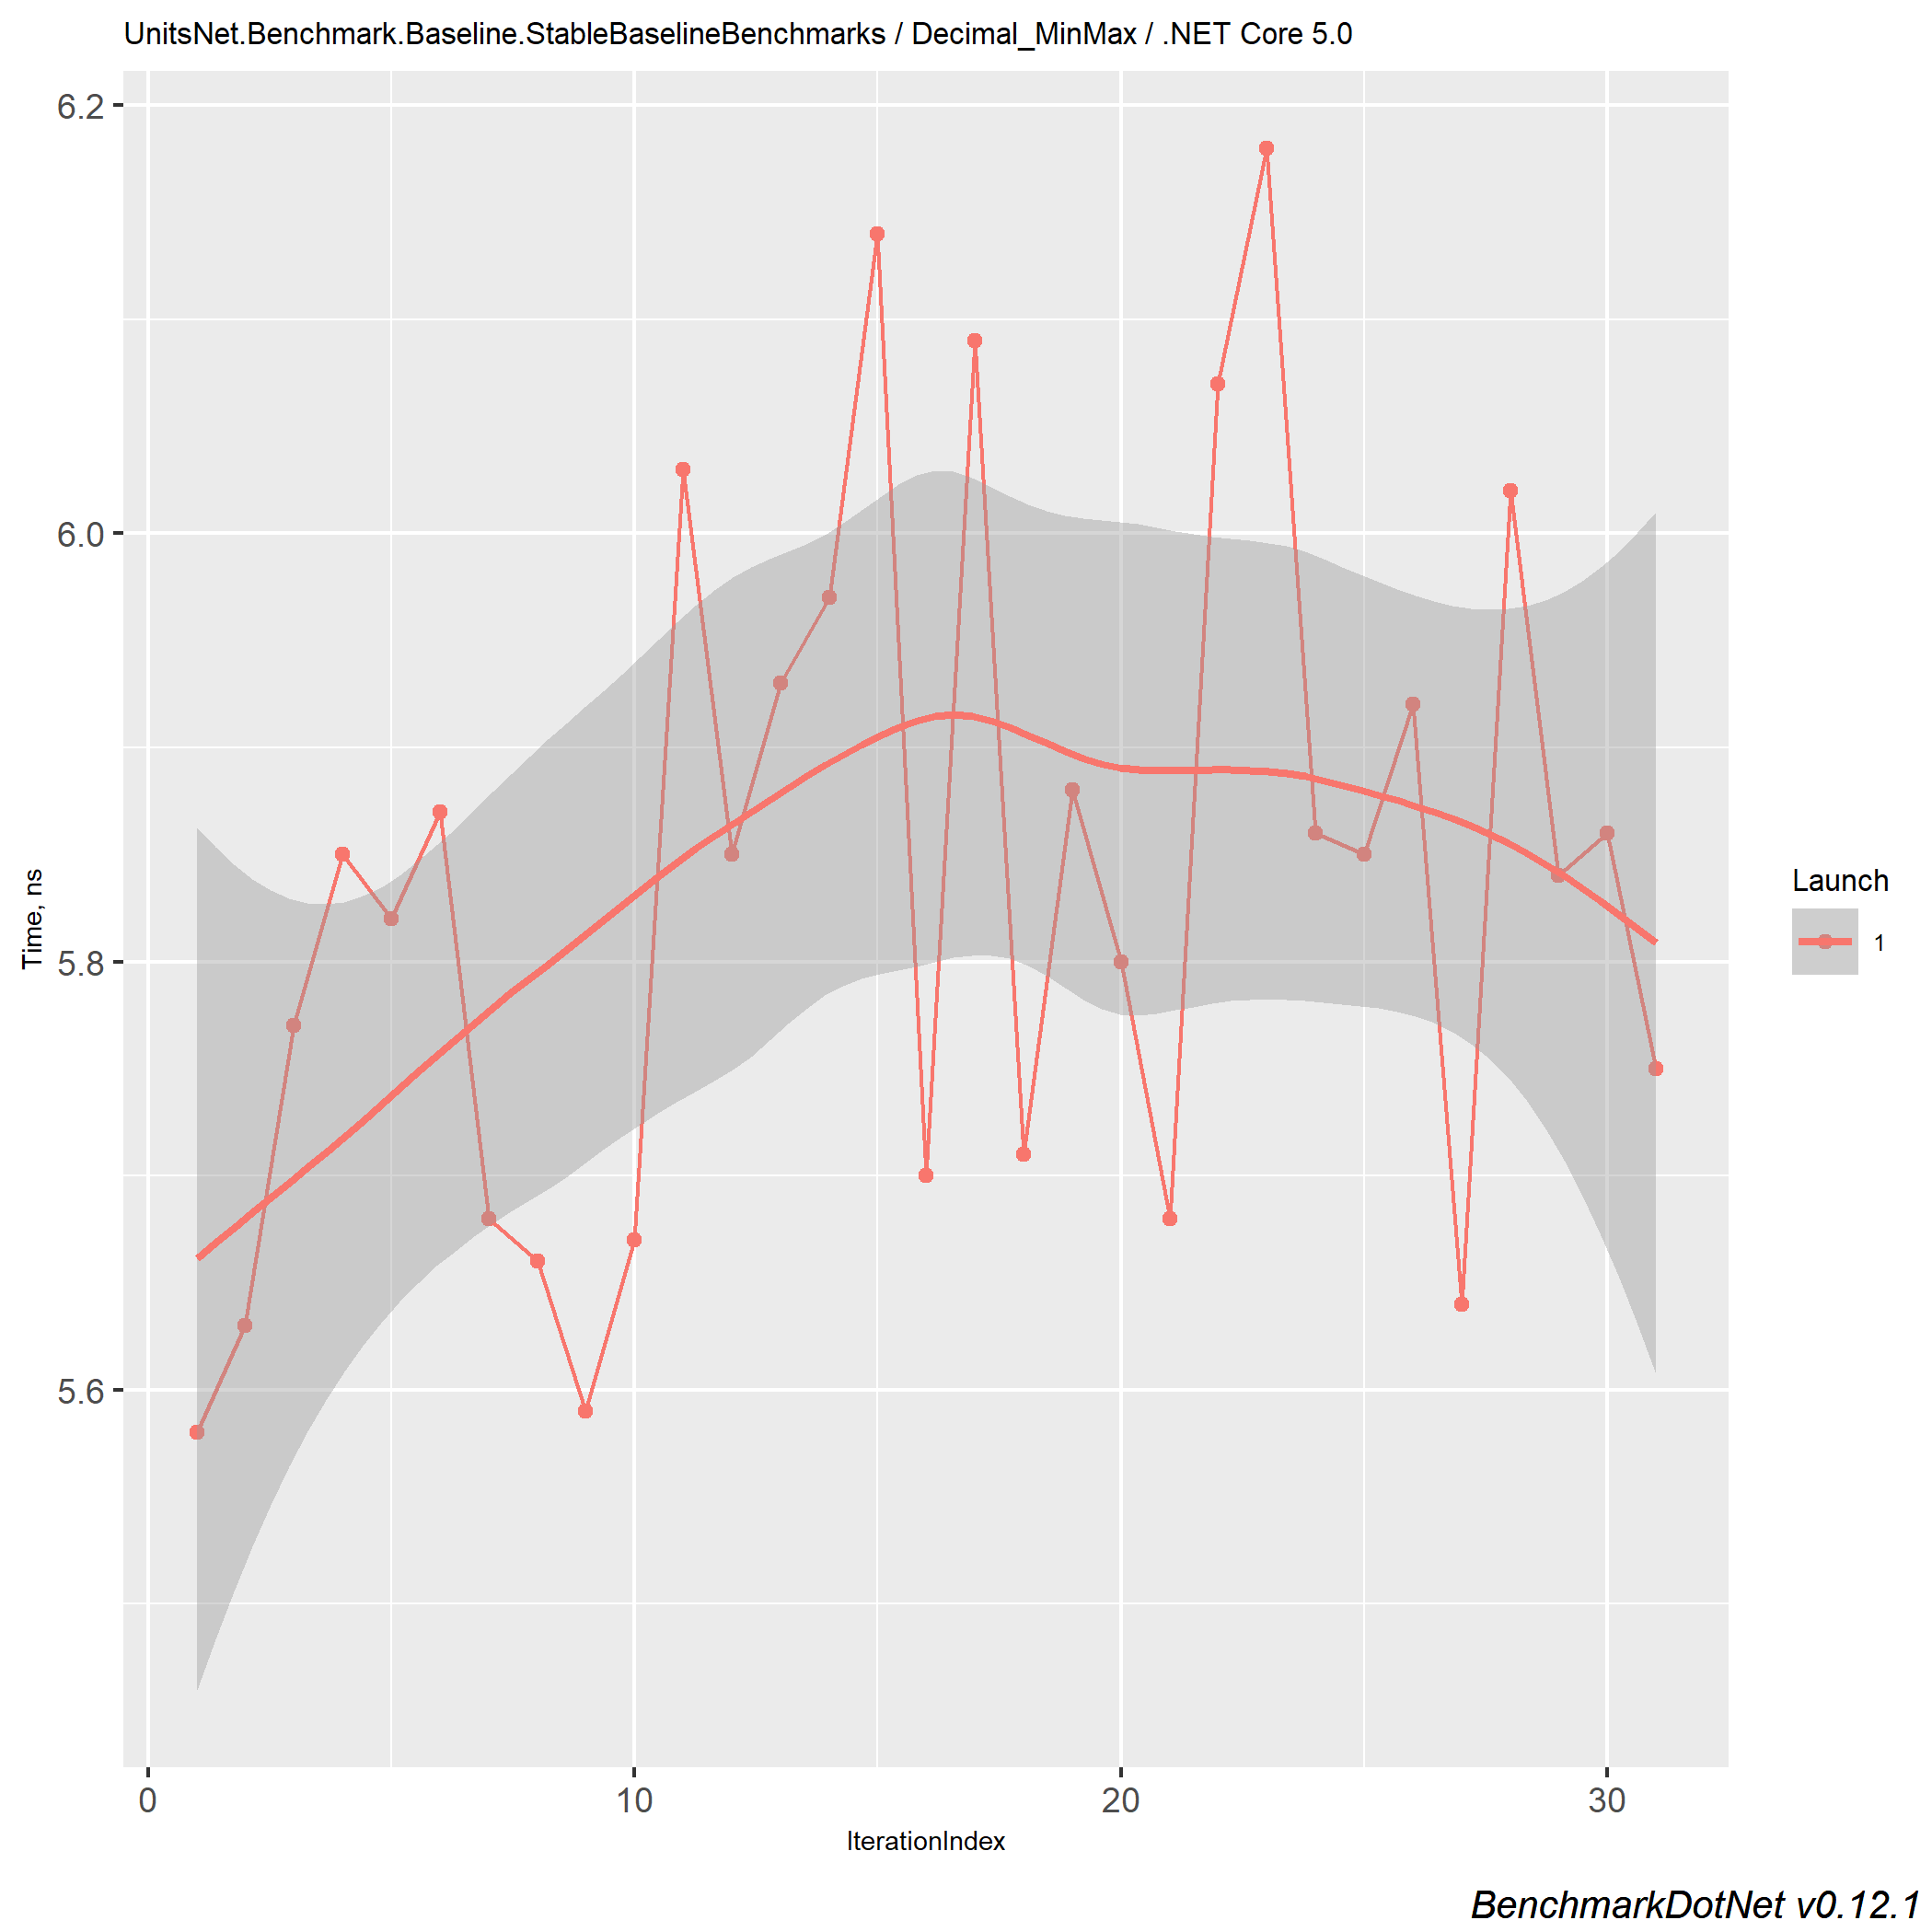 UnitsNet.Benchmark.Baseline.StableBaselineBenchmarks / Decimal_MinMax / .NET Core 5.0
6.2
6.0
5.8
5.6
Time, ns
0 10 20 30
IterationIndex
Launch
1
BenchmarkDotNet v0.12.1